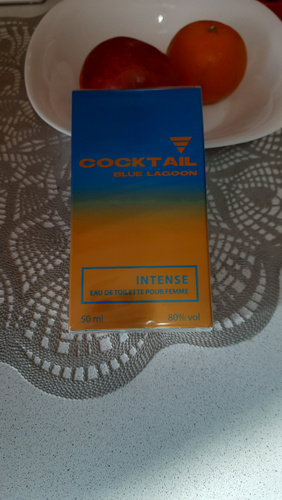 COCKTAIL
BLUE LAGOON
INTENSE
EAU DE TOILETTE POUR FEMME
50 ml 80% vol